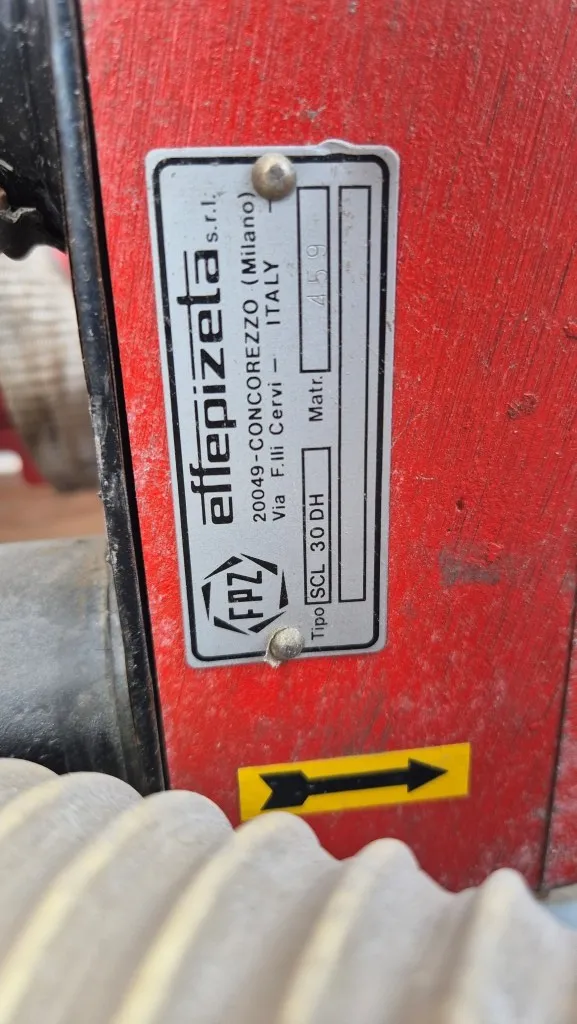 effepizeta s.r.l.
20049-CONCOREZZO (Milano)
Via F.lli Cervi - ITALY -
FPZ
Tipo SCL 30 DH Matr. 459